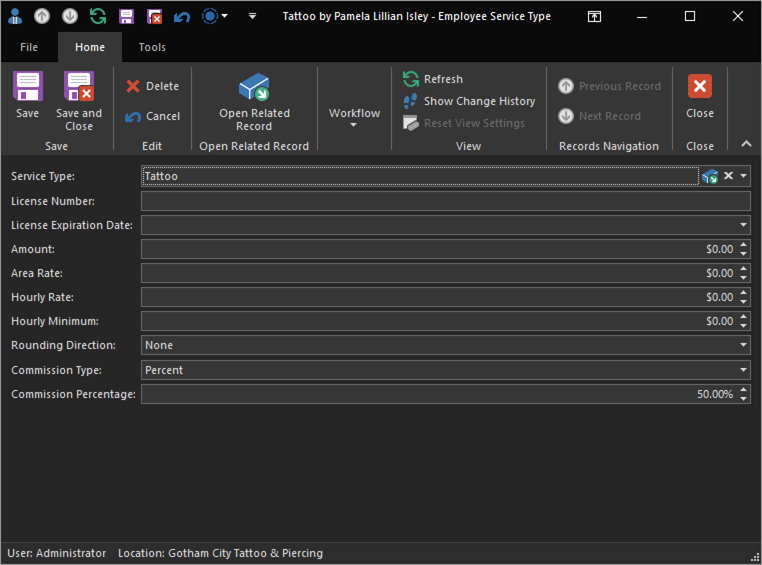 Tattoo by Pamela Lillian Isley - Employee Service Type
File Home Tools
Save
Save and
Close
Save
Delete
Cancel
Edit
Open Related
Record
Open Related Record
Workflow
Refresh
Show Change History
Reset View Settings
View
Previous Record
Next Record
Records Navigation
Close
Close
Service Type: Tattoo
License Number:
License Expiration Date:
Amount: $0.00
Area Rate: $0.00
Hourly Rate: $0.00
Hourly Minimum: $0.00
Rounding Direction: None
Commission Type: Percent
Commission Percentage: 50.00%
User: Administrator Location: Gotham City Tattoo & Piercing